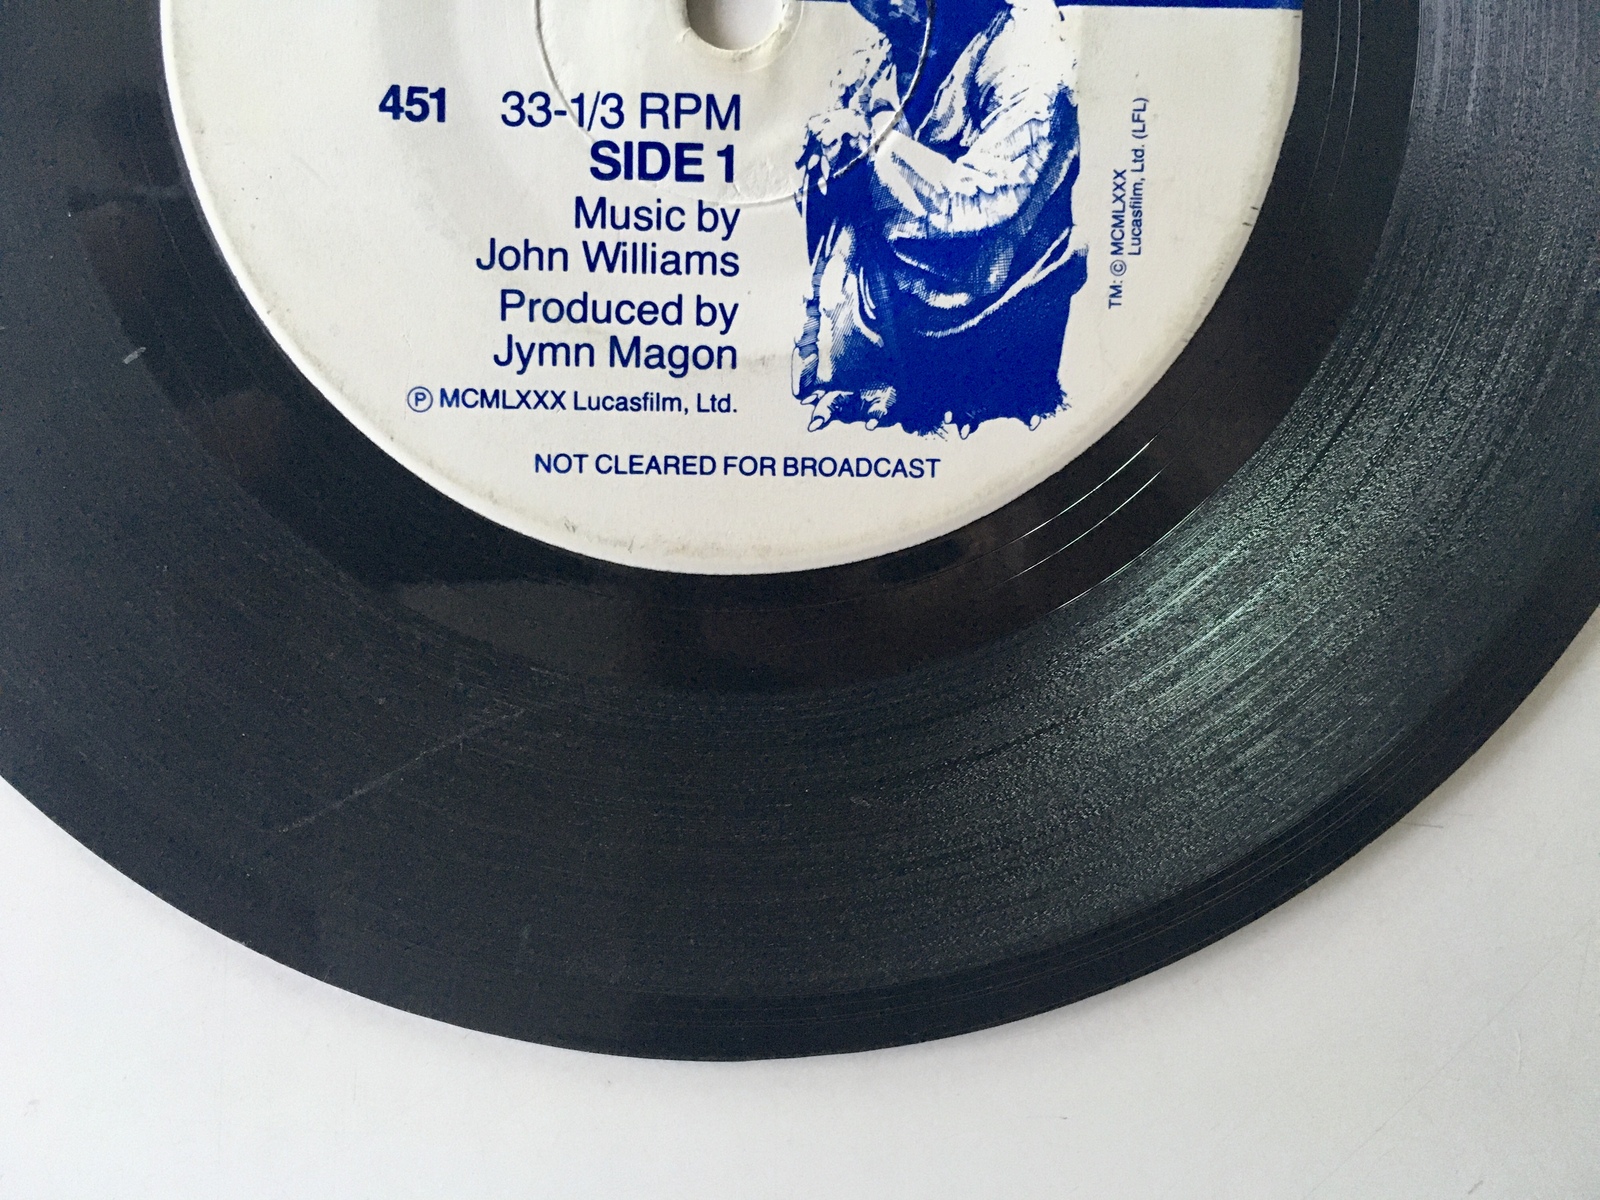 451 33-1/3 RPM
SIDE 1
Music by
John Williams
Produced by
Jymn Magon
Ⓟ MCMLXXX Lucasfilm, Ltd.
NOT CLEARED FOR BROADCAST
TM: © MCMLXXX
Lucasfilm, Ltd. (LFL)